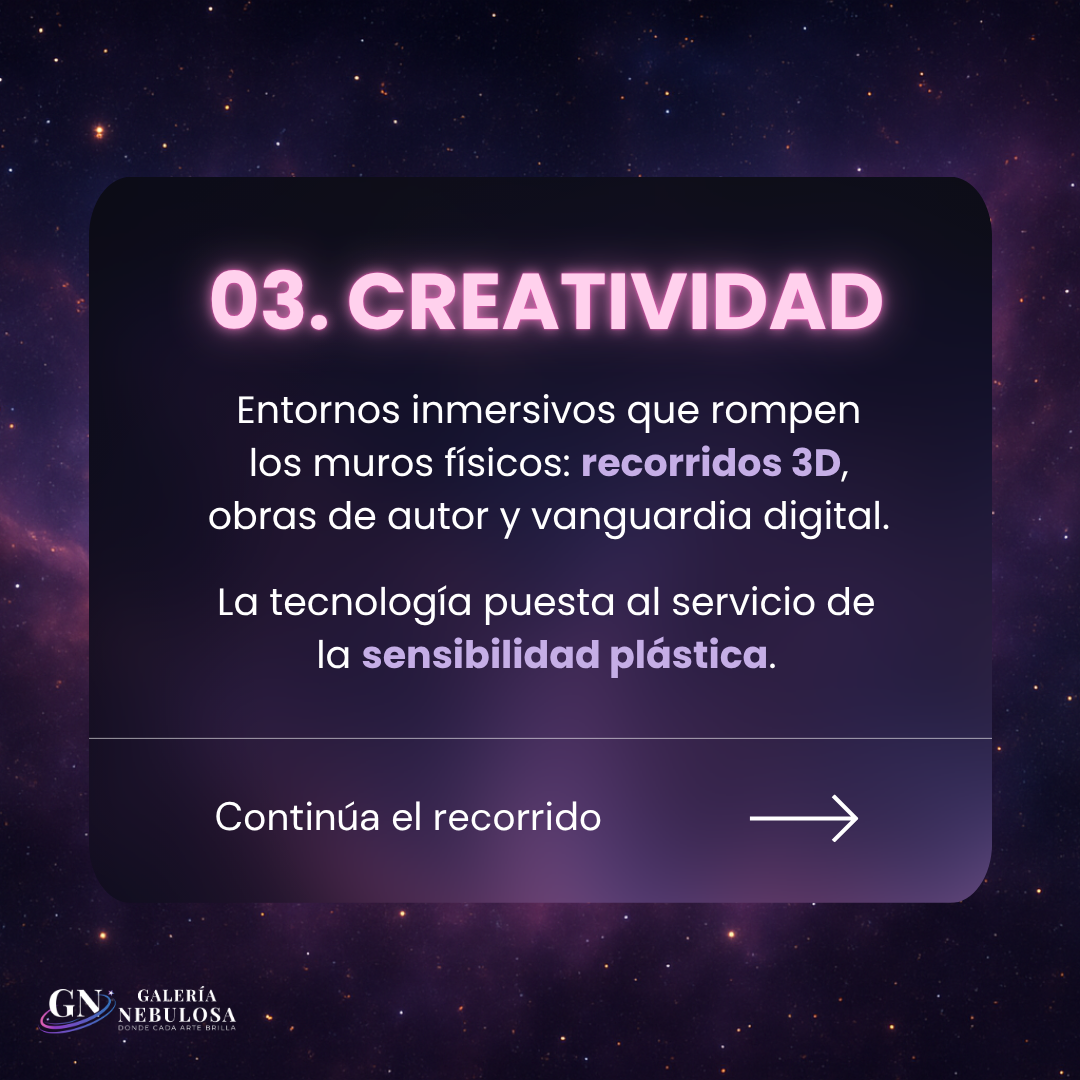 03. CREATIVIDAD
Entornos inmersivos que rompen
los muros físicos: recorridos 3D,
obras de autor y vanguardia digital.
La tecnología puesta al servicio de
la sensibilidad plástica.
Continúa el recorrido
GN
GALERÍA
NEBULOSA
DONDE CADA ARTE BRILLA